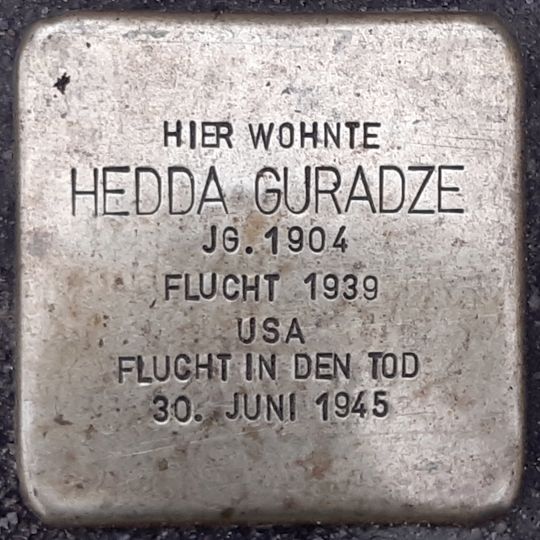 HIER WOHNTE
HEDDA GURADZE
JG. 1904
FLUCHT 1939
USA
FLUCHT IN DEN TOD
30. JUNI 1945